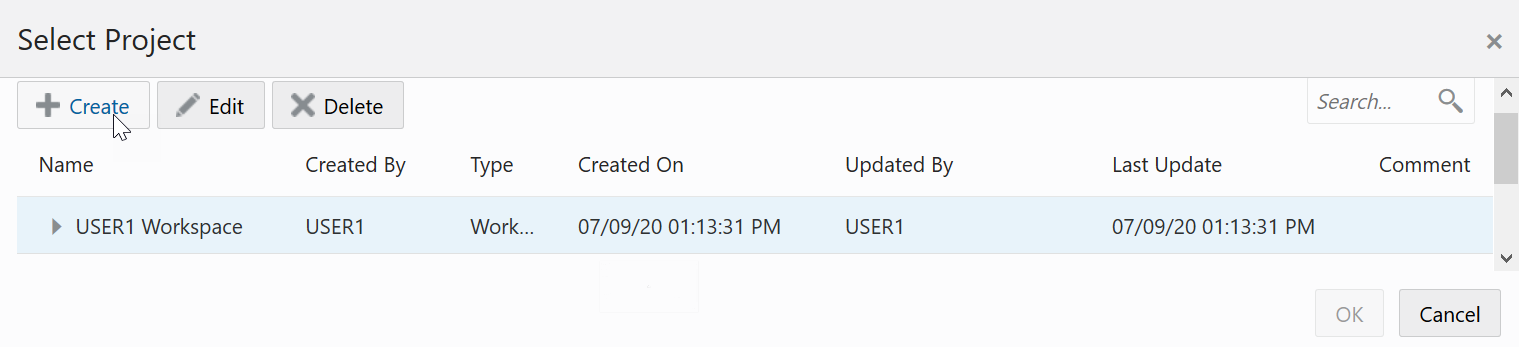 Select Project
Create Edit Delete Search...
Name Created By Type Created On Updated By Last Update Comment
USER1 Workspace USER1 Work... 07/09/20 01:13:31 PM USER1 07/09/20 01:13:31 PM
OK Cancel